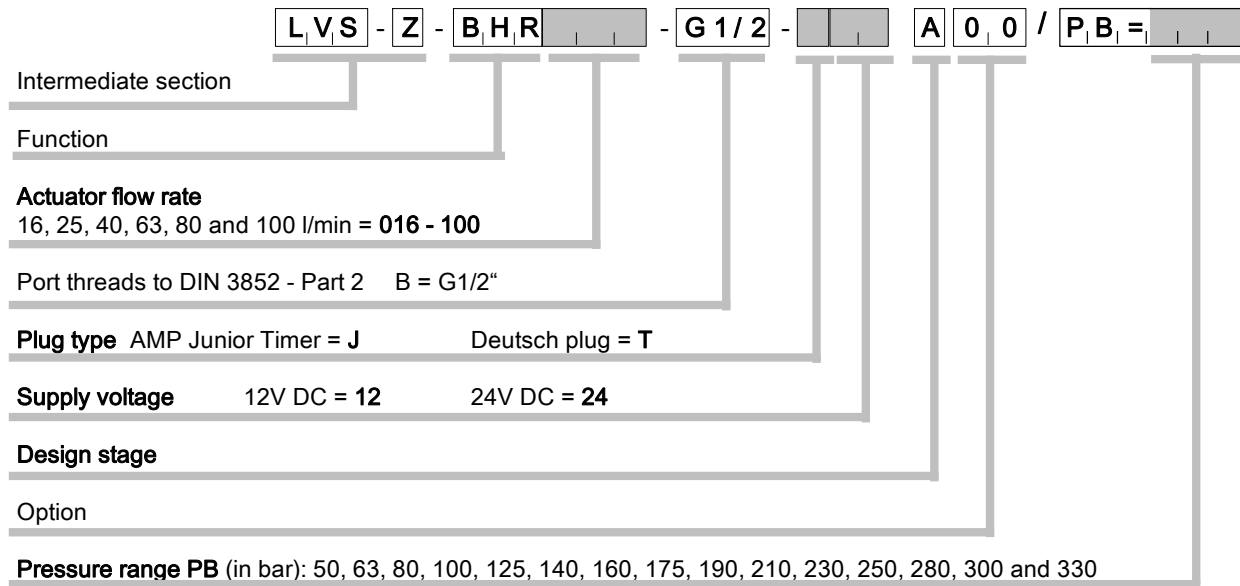 LVS - Z - BHR - G1/2 - A 00 / PB=
Intermediate section
Function
Actuator flow rate
16, 25, 40, 63, 80 and 100 l/min = 016 - 100
Port threads to DIN 3852 - Part 2 B = G1/2“
Plug type AMP Junior Timer = J Deutsch plug = T
Supply voltage 12V DC = 12 24V DC = 24
Design stage
Option
Pressure range PB (in bar): 50, 63, 80, 100, 125, 140, 160, 175, 190, 210, 230, 250, 280, 300 and 330